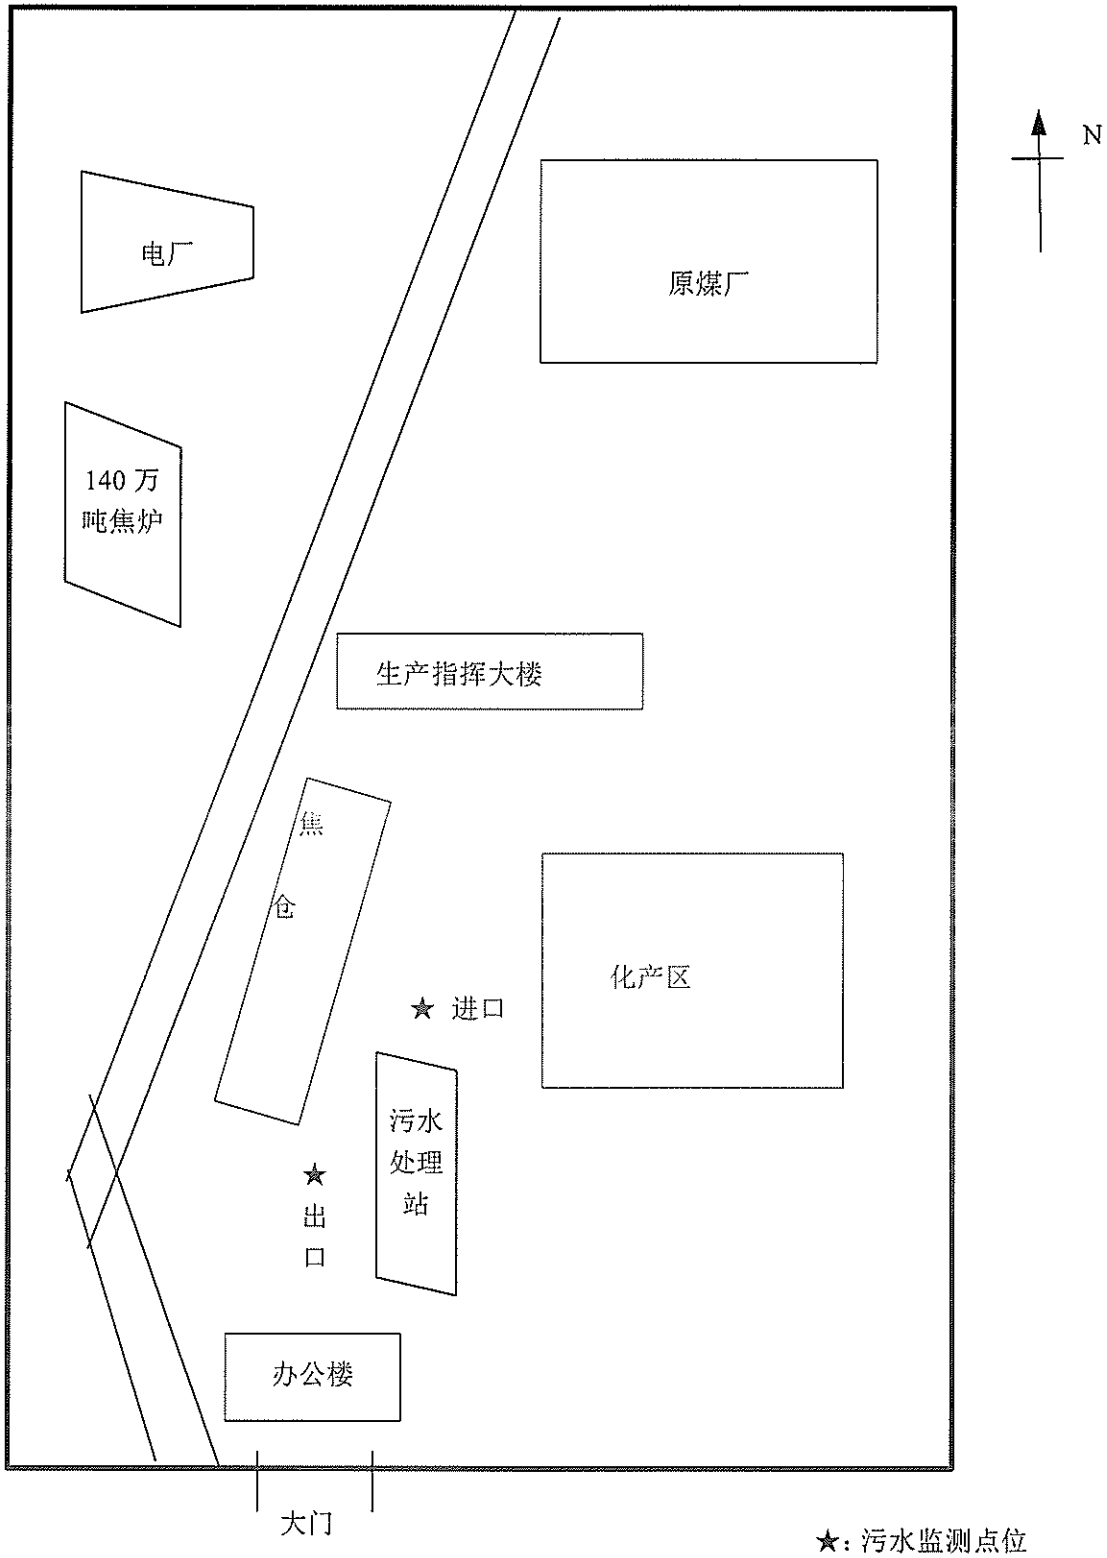 N
电厂
原煤厂
140 万
吨焦炉
生产指挥大楼
焦
仓
化产区
★ 进口
污水
处理
站
★
出
口
办公楼
大门
★: 污水监测点位